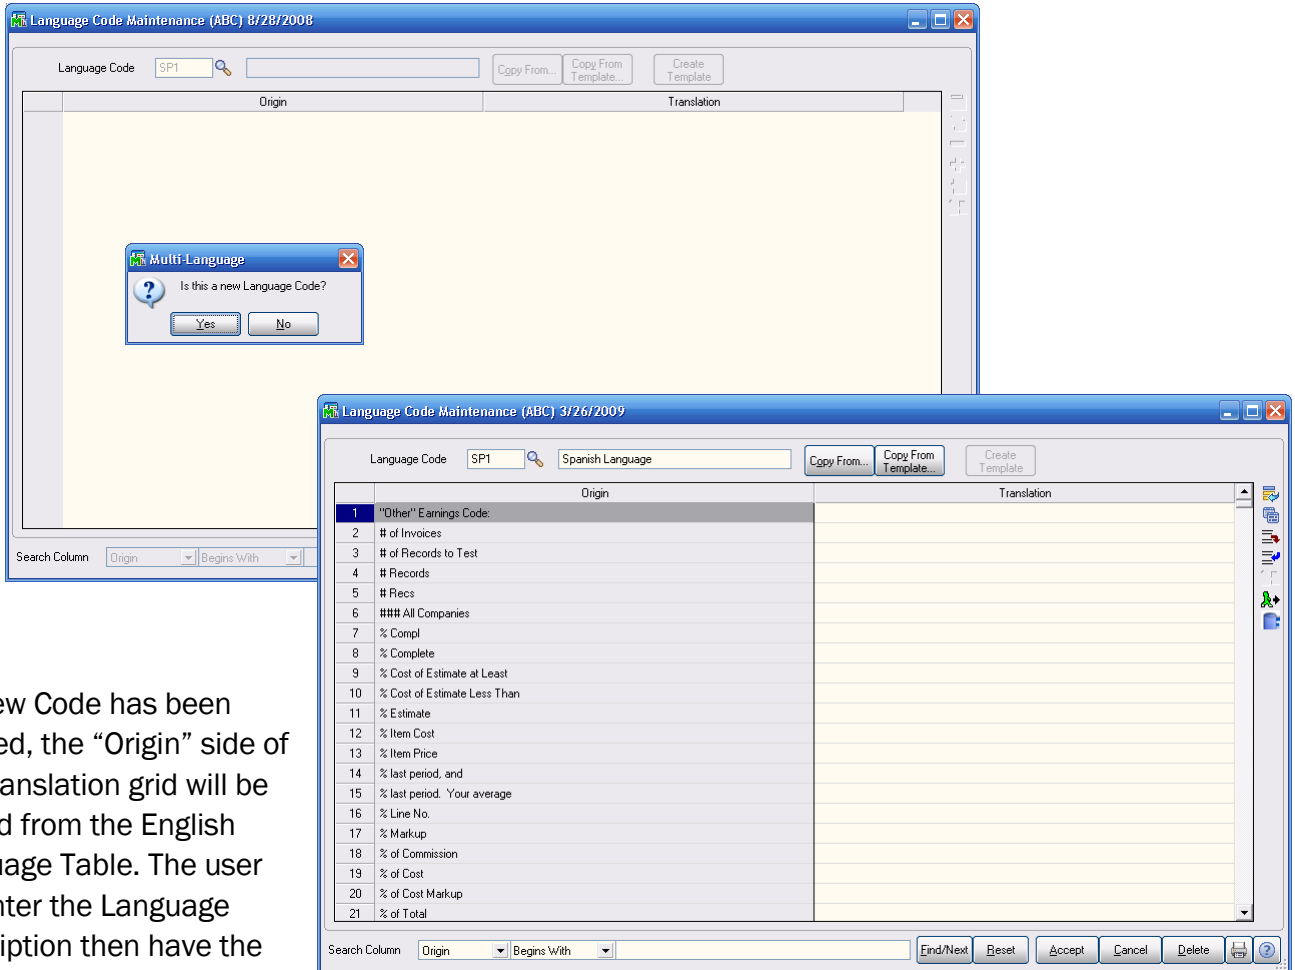 Language Code Maintenance (ABC) 8/28/2008
Language Code SP1 Copy From... Copy From Template... Create Template
Origin Translation
Multi-Language
Is this a new Language Code?
Yes No
Search Column Origin Begins With
Language Code Maintenance (ABC) 3/26/2009
Language Code SP1 Spanish Language Copy From... Copy From Template... Create Template
Origin Translation
1 "Other" Earnings Code:
2 # of Invoices
3 # of Records to Test
4 # Records
5 # Recs
6 ### All Companies
7 % Compl
8 % Complete
9 % Cost of Estimate at Least
10 % Cost of Estimate Less Than
11 % Estimate
12 % Item Cost
13 % Item Price
14 % last period, and
15 % last period. Your average
16 % Line No.
17 % Markup
18 % of Commission
19 % of Cost
20 % of Cost Markup
21 % of Total
Search Column Origin Begins With Find/Next Reset Accept Cancel Delete
ew Code has been
ed, the “Origin” side of
anslation grid will be
d from the English
uage Table. The user
nter the Language
iption then have the